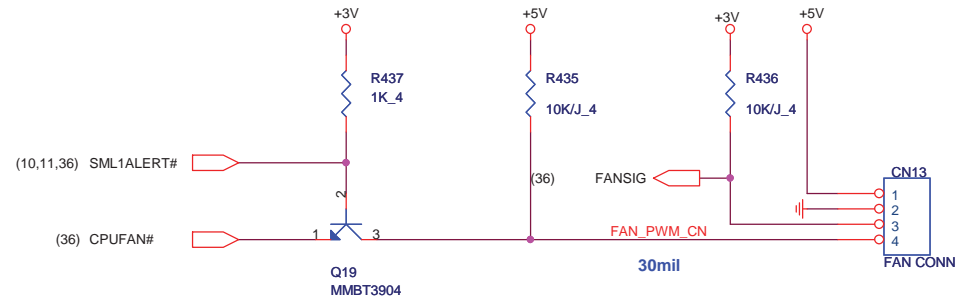 +3V
+5V
+3V
+5V
R437
1K_4
R435
10K/J_4
R436
10K/J_4
(10,11,36) SML1ALERT#
2
(36)
FANSIG
CN13
1
2
3
4
(36) CPUFAN#
1
3
FAN_PWM_CN
30mil
FAN CONN
Q19
MMBT3904